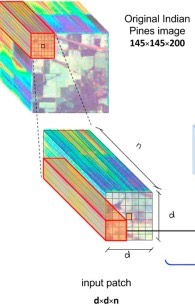 Original Indian
Pines image
145×145×200
n
d
d
input patch
d×d×n